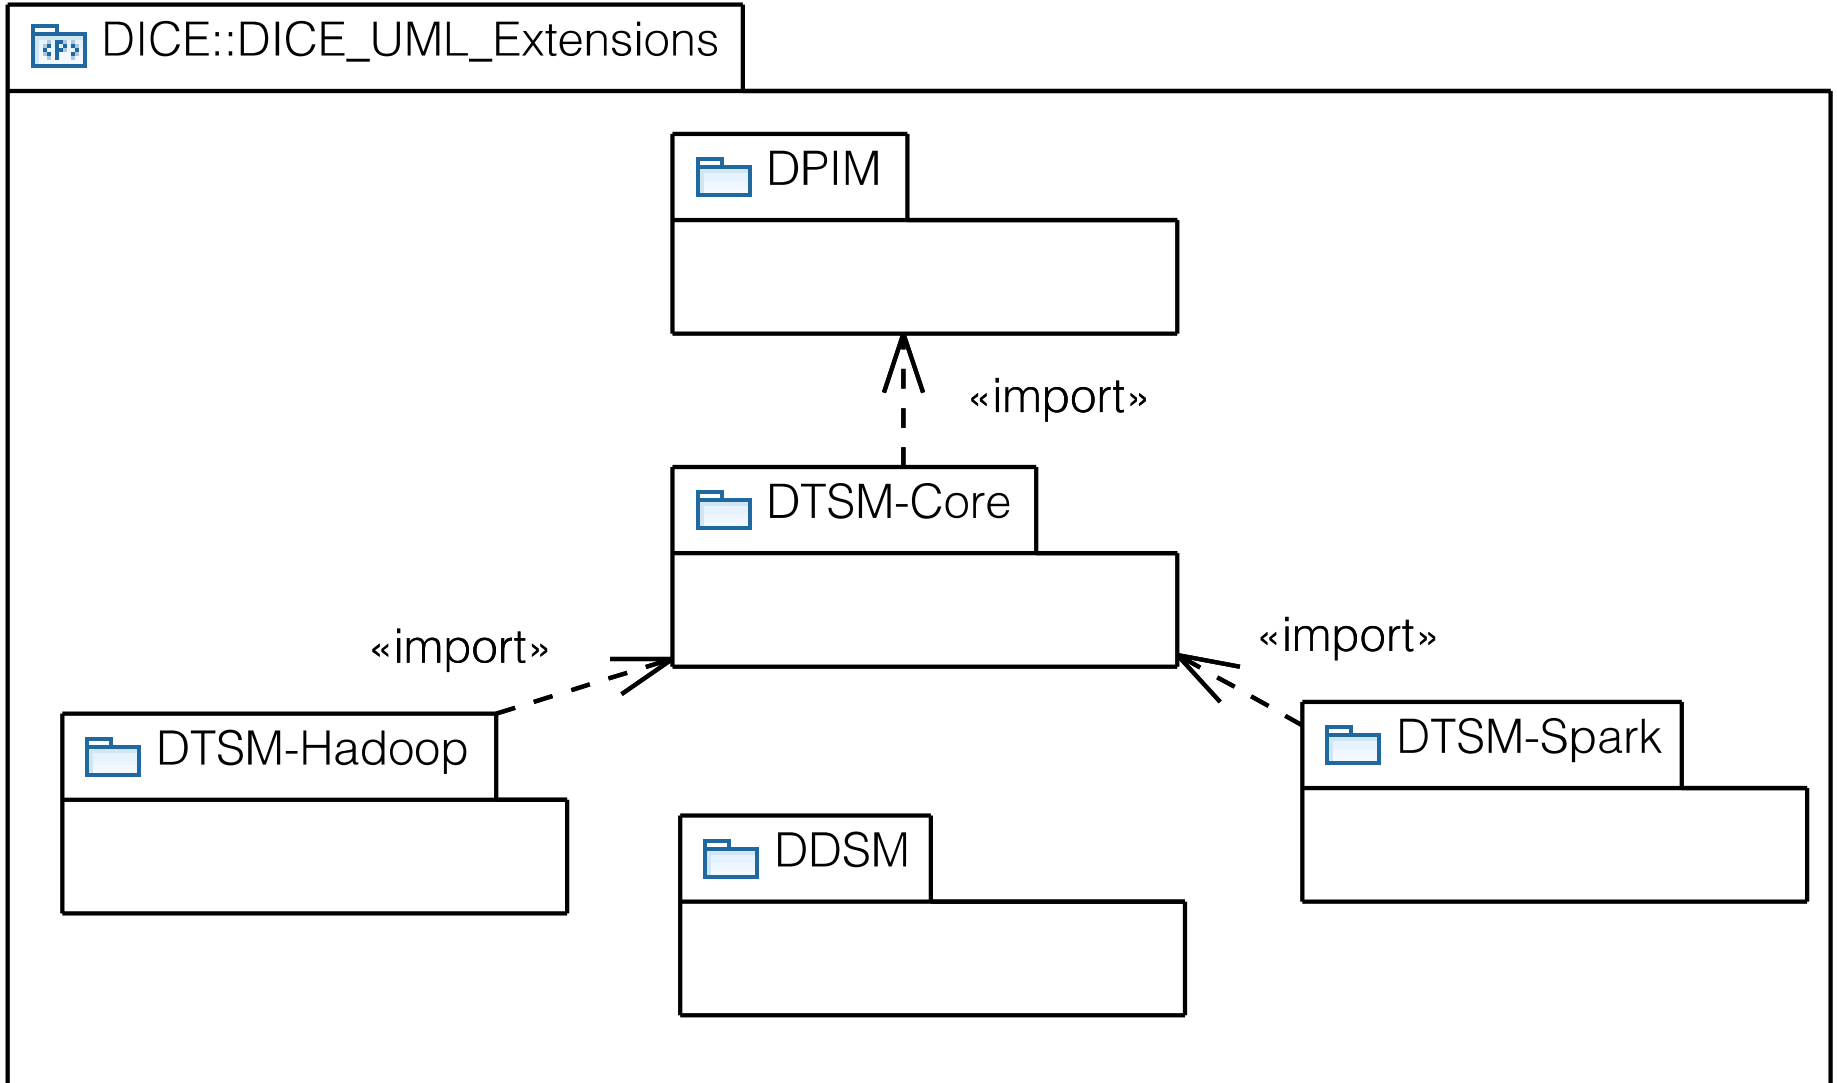 DICE::DICE_UML_Extensions
DPIM
«import»
DTSM-Core
«import»
«import»
DTSM-Hadoop
DTSM-Spark
DDSM